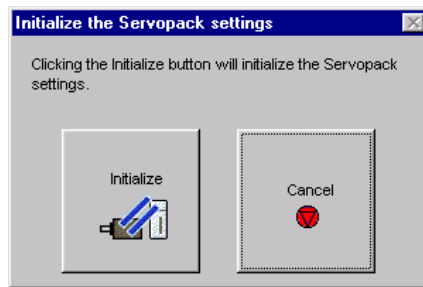 Initialize the Servopack settings
Clicking the Initialize button will initialize the Servopack
settings.
Initialize
Cancel